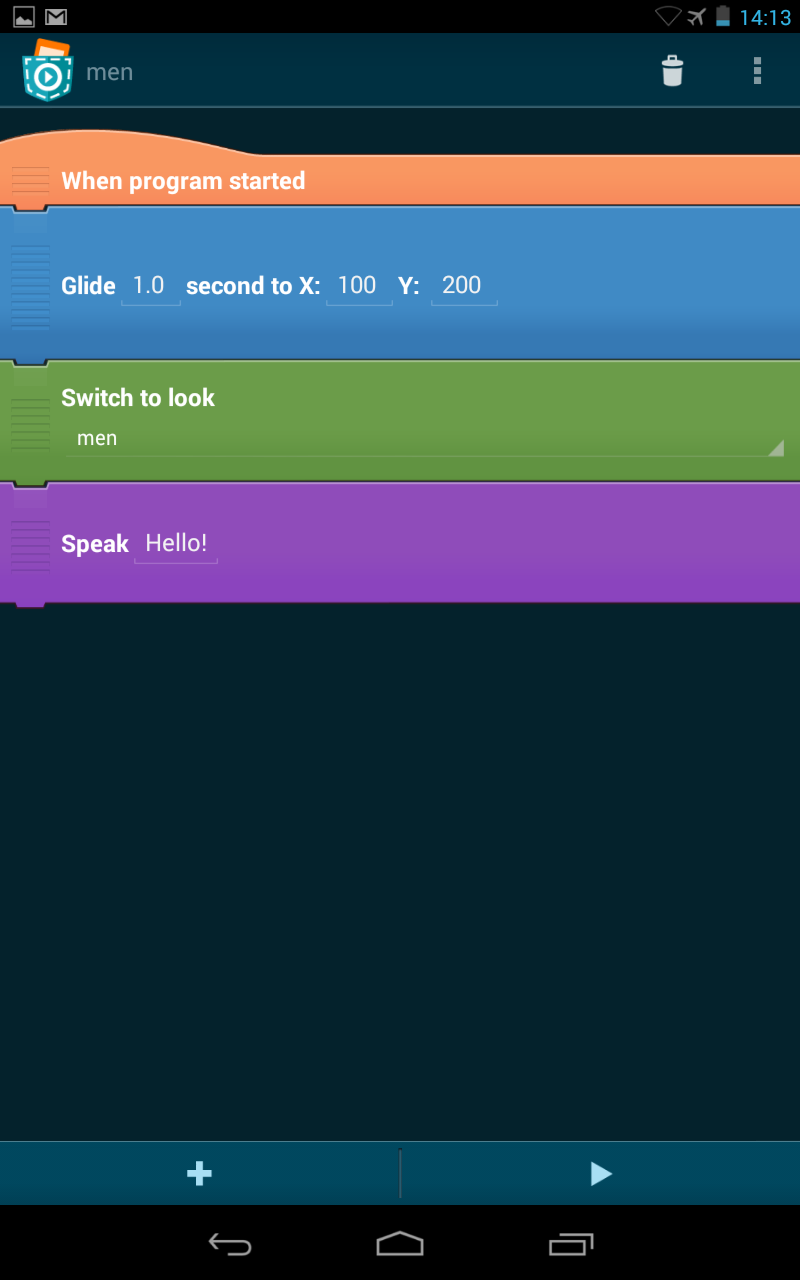 14:13
men
When program started
Glide 1.0 second to X: 100 Y: 200
Switch to look
men
Speak Hello!